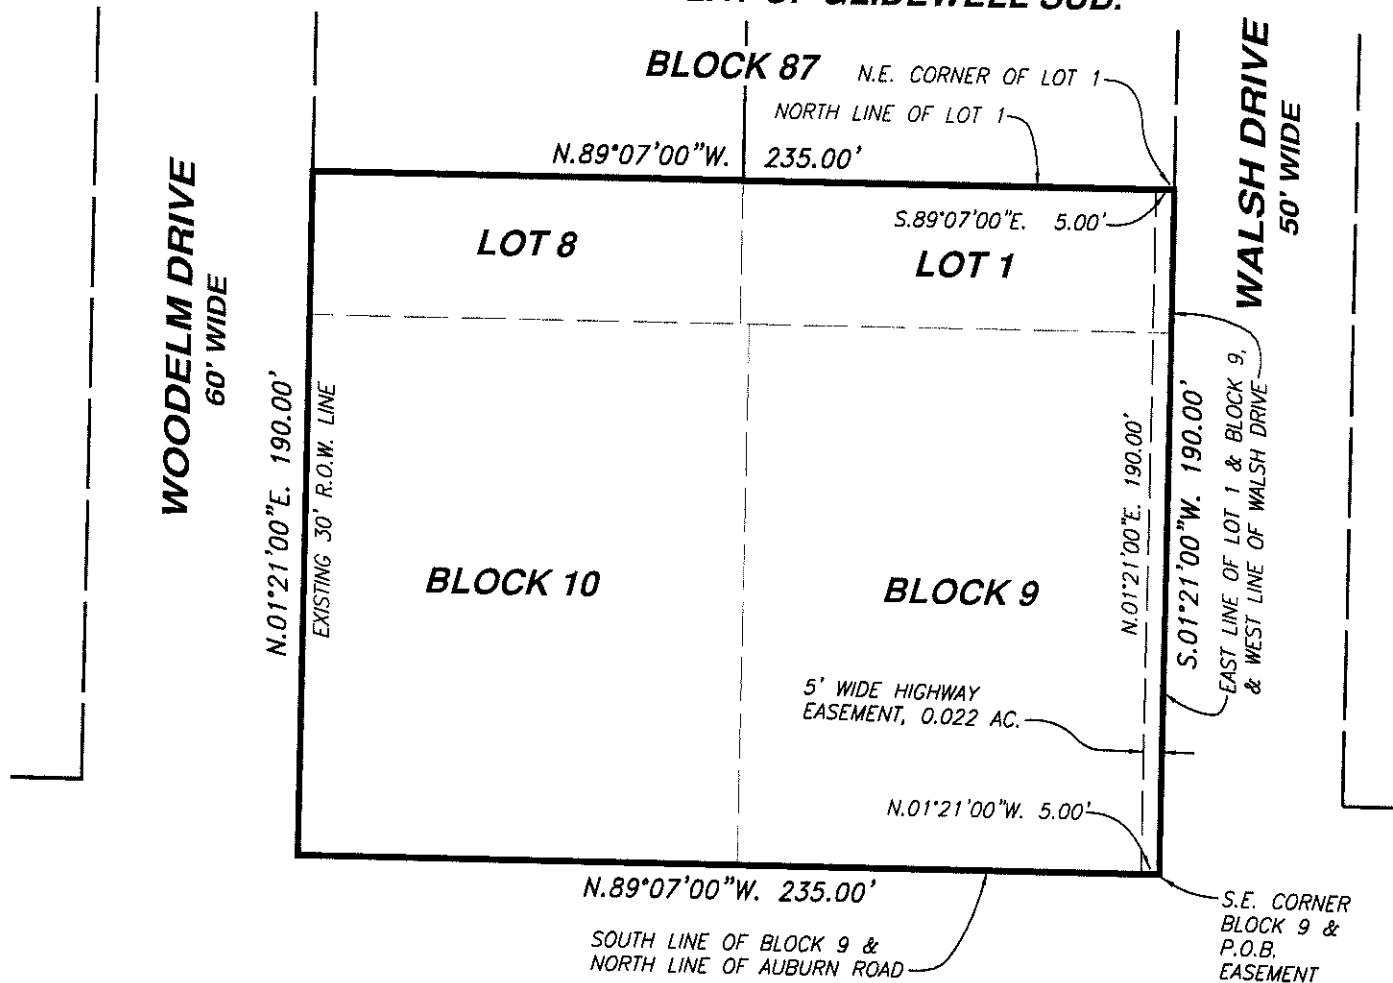 BLOCK 87
N.E. CORNER OF LOT 1
NORTH LINE OF LOT 1
N.89°07'00"W. 235.00'
WALSH DRIVE
50' WIDE
WOODELM DRIVE
60' WIDE
LOT 8
S.89°07'00"E. 5.00'
LOT 1
N.01°21'00"E. 190.00'
EXISTING 30' R.O.W. LINE
N.01°21'00"E. 190.00'
S.01°21'00"W. 190.00'
EAST LINE OF LOT 1 & BLOCK 9,
& WEST LINE OF WALSH DRIVE
BLOCK 10
BLOCK 9
5' WIDE HIGHWAY
EASEMENT, 0.022 AC.
N.01°21'00"W. 5.00'
N.89°07'00"W. 235.00'
SOUTH LINE OF BLOCK 9 &
NORTH LINE OF AUBURN ROAD
S.E. CORNER
BLOCK 9 &
P.O.B.
EASEMENT